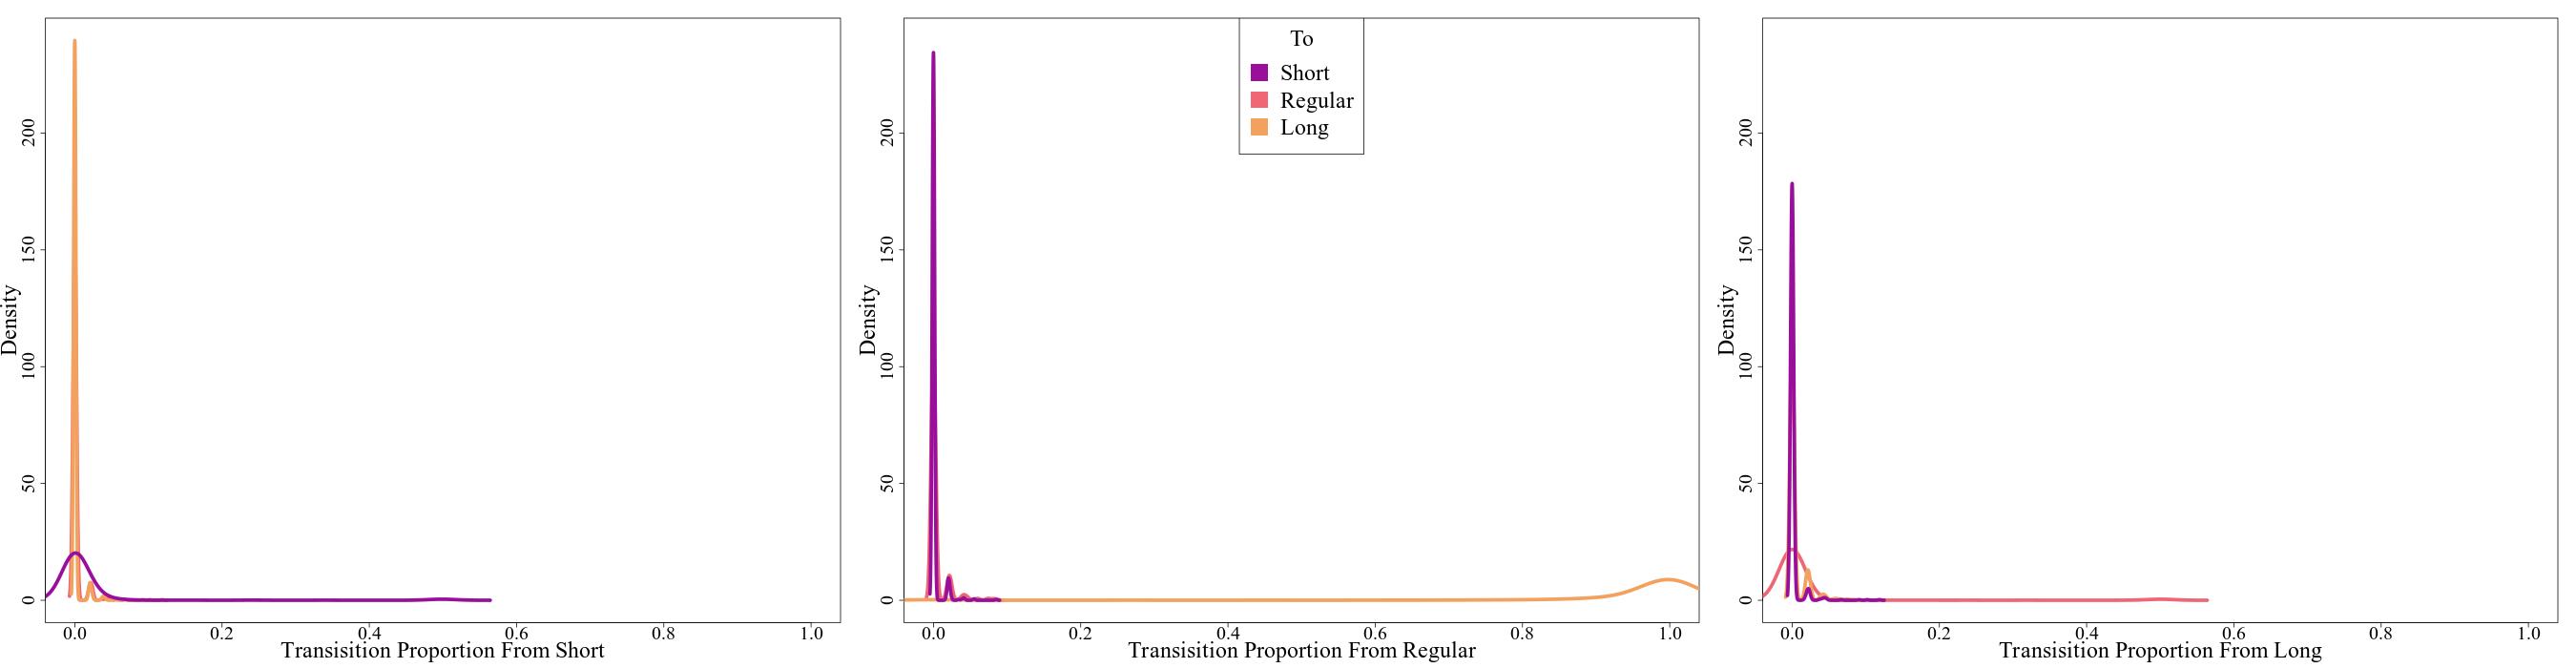 Density
200
150
100
50
0
0.0 0.2 0.4 0.6 0.8 1.0
Transisition Proportion From Short
To
Short
Regular
Long
Density
200
150
100
50
0
0.0 0.2 0.4 0.6 0.8 1.0
Transisition Proportion From Regular
Density
200
150
100
50
0
0.0 0.2 0.4 0.6 0.8 1.0
Transisition Proportion From Long